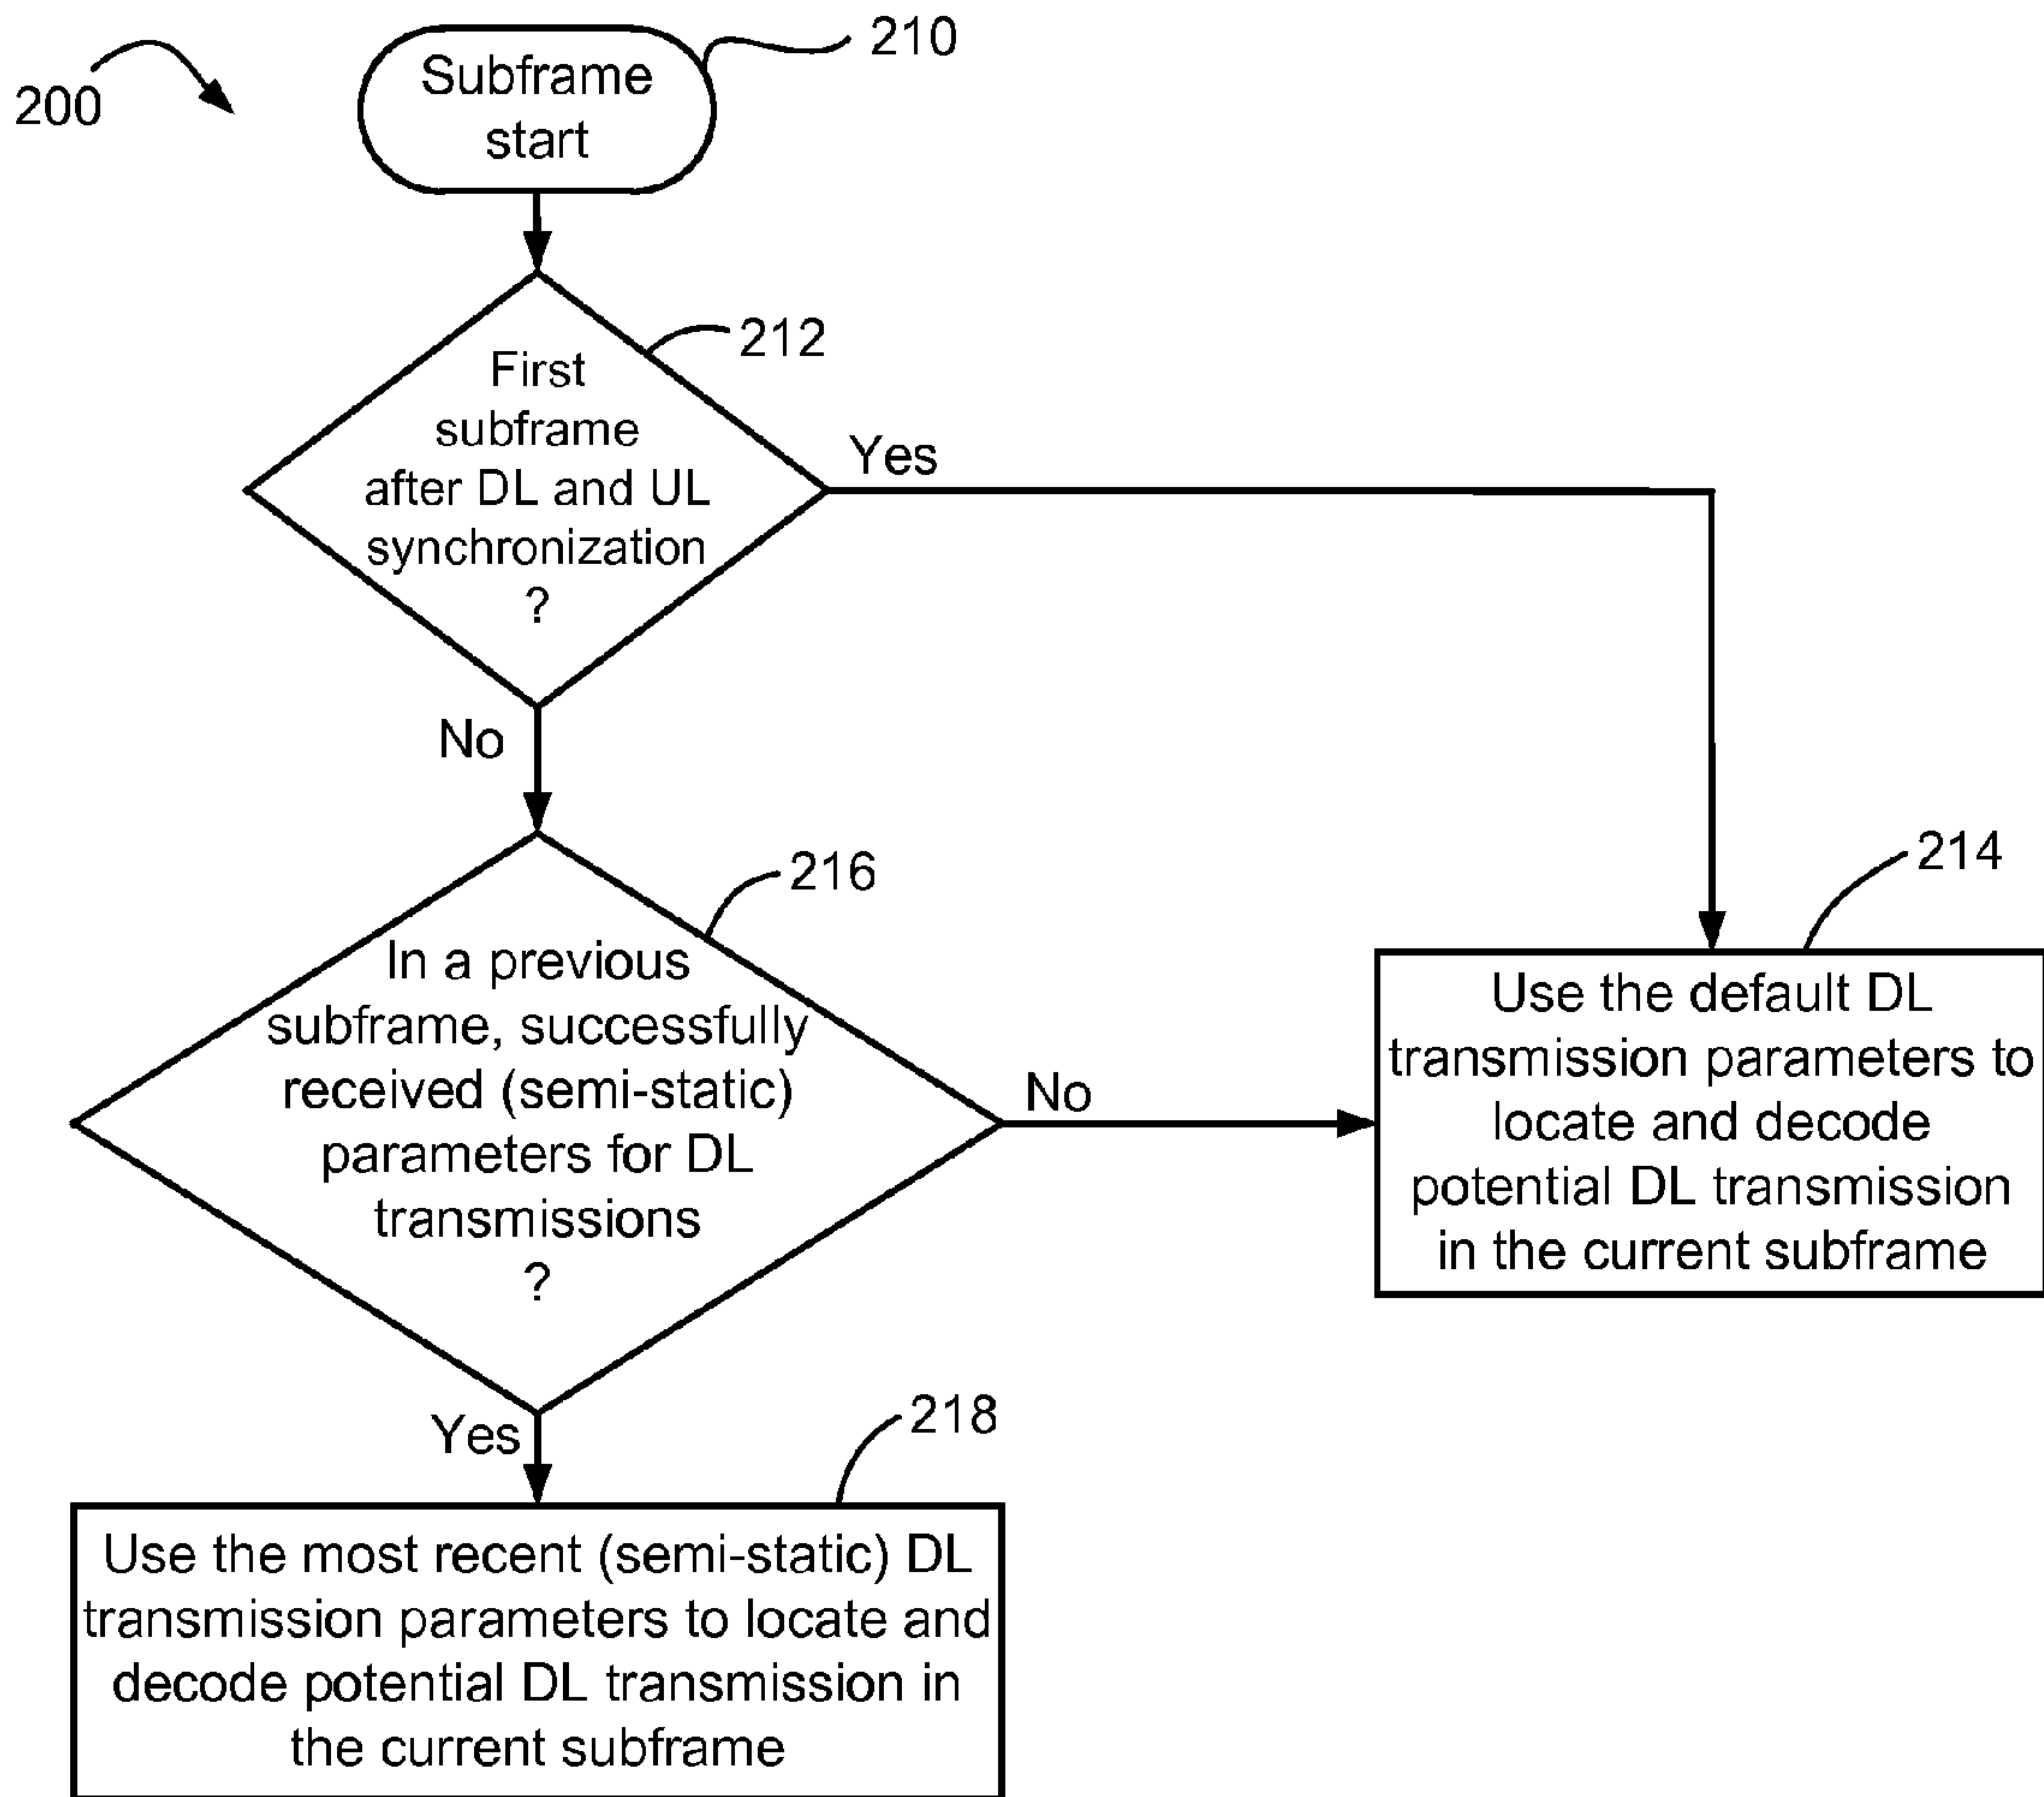 200
210
Subframe
start
212
First
subframe
after DL and UL
synchronization
?
Yes
No
216
In a previous
subframe, successfully
received (semi-static)
parameters for DL
transmissions
?
No
214
Use the default DL
transmission parameters to
locate and decode
potential DL transmission
in the current subframe
Yes
218
Use the most recent (semi-static) DL
transmission parameters to locate and
decode potential DL transmission in
the current subframe